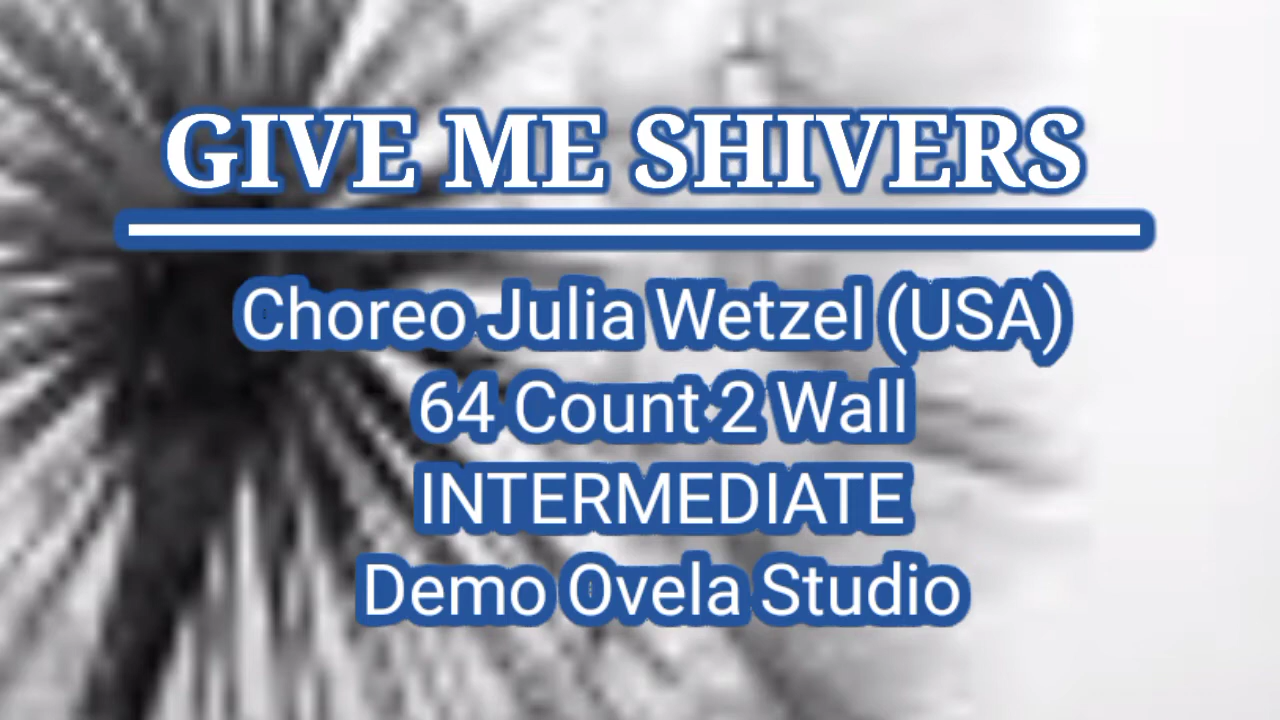 GIVE ME SHIVERS
Choreo Julia Wetzel (USA)
64 Count 2 Wall
INTERMEDIATE
Demo Ovela Studio